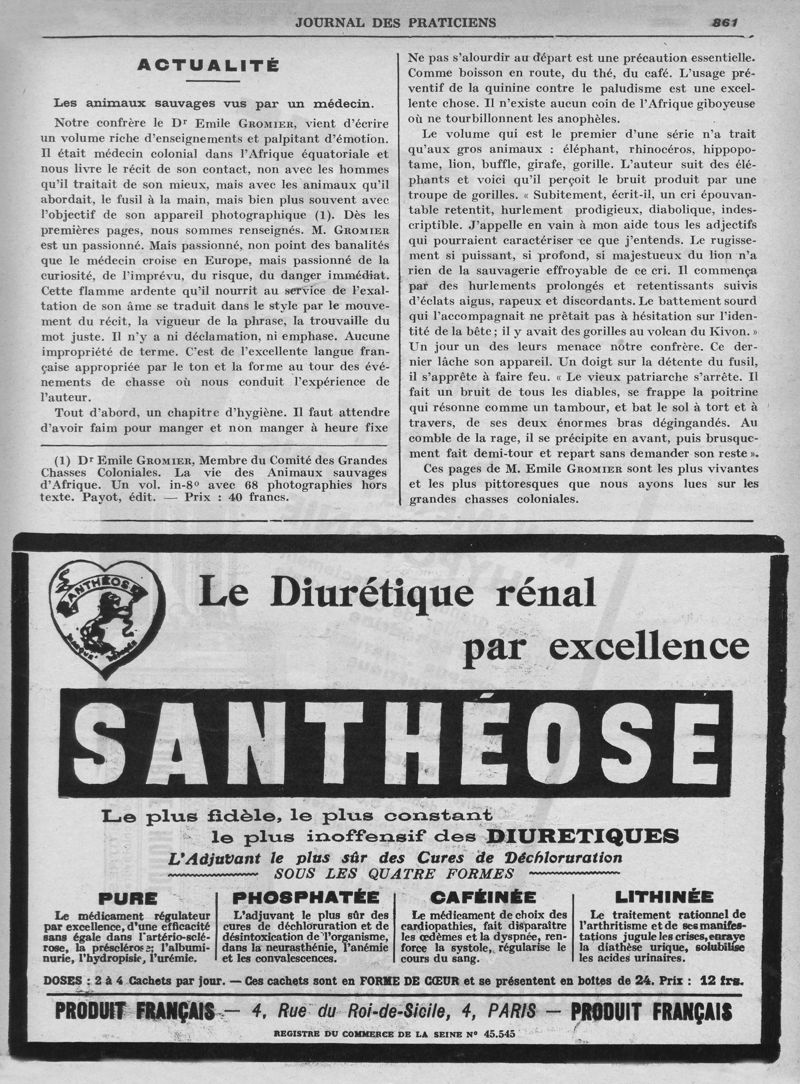 JOURNAL DES PRATICIENS
861
ACTUALITÉ
Les animaux sauvages vus par un médecin.
Notre confrère le Dr Emile GROMIER, vient d'écrire
un volume riche d'enseignements et palpitant d'émotion.
Il était médecin colonial dans l'Afrique équatoriale et
nous livre le récit de son contact, non avec les hommes
qu'il traitait de son mieux, mais avec les animaux qu'il
abordait, le fusil à la main, mais bien plus souvent avec
l'objectif de son appareil photographique (1). Dès les
premières pages, nous sommes renseignés. M. GROMIER
est un passionné. Mais passionné, non point des banalités
que le médecin croise en Europe, mais passionné de la
curiosité, de l'imprévu, du risque, du danger immédiat.
Cette flamme ardente qu'il nourrit au service de l'exal-
tation de son âme se traduit dans le style par le mouve-
ment du récit, la vigueur de la phrase, la trouvaille du
mot juste. Il n'y a ni déclamation, ni emphase. Aucune
impropriété de terme. C'est de l'excellente langue fran-
çaise appropriée par le ton et la forme au tour des évé-
nements de chasse où nous conduit l'expérience de
l'auteur.
Tout d'abord, un chapitre d'hygiène. Il faut attendre
d'avoir faim pour manger et non manger à heure fixe
(1) Dr Emile GROMIER, Membre du Comité des Grandes
Chasses Coloniales. La vie des Animaux sauvages
d'Afrique. Un vol. in-8º avec 68 photographies hors
texte. Payot, édit. — Prix : 40 francs.
Ne pas s'alourdir au départ est une précaution essentielle.
Comme boisson en route, du thé, du café. L'usage pré-
ventif de la quinine contre le paludisme est une excel-
lente chose. Il n'existe aucun coin de l'Afrique giboyeuse
où ne tourbillonnent les anophèles.
Le volume qui est le premier d'une série n'a trait
qu'aux gros animaux : éléphant, rhinocéros, hippopo-
tame, lion, buffle, girafe, gorille. L'auteur suit des élé-
phants et voici qu'il perçoit le bruit produit par une
troupe de gorilles. « Subitement, écrit-il, un cri épouvan-
table retentit, hurlement prodigieux, diabolique, indes-
criptible. J'appelle en vain à mon aide tous les adjectifs
qui pourraient caractériser ce que j'entends. Le rugisse-
ment si puissant, si profond, si majestueux du lion n'a
rien de la sauvagerie effroyable de ce cri. Il commença
par des hurlements prolongés et retentissants suivis
d'éclats aigus, rapeux et discordants. Le battement sourd
qui l'accompagnait ne prêtait pas à hésitation sur l'iden-
tité de la bête ; il y avait des gorilles au volcan du Kivon. »
Un jour un des leurs menace nôtre confrère. Ce der-
nier lâche son appareil. Un doigt sur la détente du fusil,
il s'apprête à faire feu. « Le vieux patriarche s'arrête. Il
fait un bruit de tous les diables, se frappe la poitrine
qui résonne comme un tambour, et bat le sol à tort et à
travers, de ses deux énormes bras dégingandés. Au
comble de la rage, il se précipite en avant, puis brusque-
ment fait demi-tour et repart sans demander son reste ».
Ces pages de M. Emile GROMIER sont les plus vivantes
et les plus pittoresques que nous ayons lues sur les
grandes chasses coloniales.
SANTHÉOSE
Le Diurétique rénal
par excellence
SANTHÉOSE
Le plus fidèle, le plus constant
le plus inoffensif des DIURETIQUES
L'Adjuvant le plus sûr des Cures de Déchloruration
SOUS LES QUATRE FORMES
PURE
Le médicament régulateur
par excellence, d'une efficacité
sans égale dans l'artério-sclé-
rose, la présclérose, l'albumi-
nurie, l'hydropisie, l'urémie.
PHOSPHATÉE
L'adjuvant le plus sûr des
cures de déchloruration et de
désintoxication de l'organisme,
dans la neurasthénie, l'anémie
et les convalescences.
CAFÉINÉE
Le médicament de choix des
cardiopathies, fait disparaître
les œdèmes et la dyspnée, ren-
force la systole, régularise le
cours du sang.
LITHINÉE
Le traitement rationnel de
l'arthritisme et de ses manifes-
tations jugule les crises, enraye
la diathèse urique, solubilise
les acides urinaires.
DOSES : 2 à 4 Cachets par jour. — Ces cachets sont en FORME DE CŒUR et se présentent en boîtes de 24. Prix : 12 frs.
PRODUIT FRANÇAIS — 4, Rue du Roi-de-Sicile, 4, PARIS — PRODUIT FRANÇAIS
REGISTRE DU COMMERCE DE LA SEINE Nº 45.545